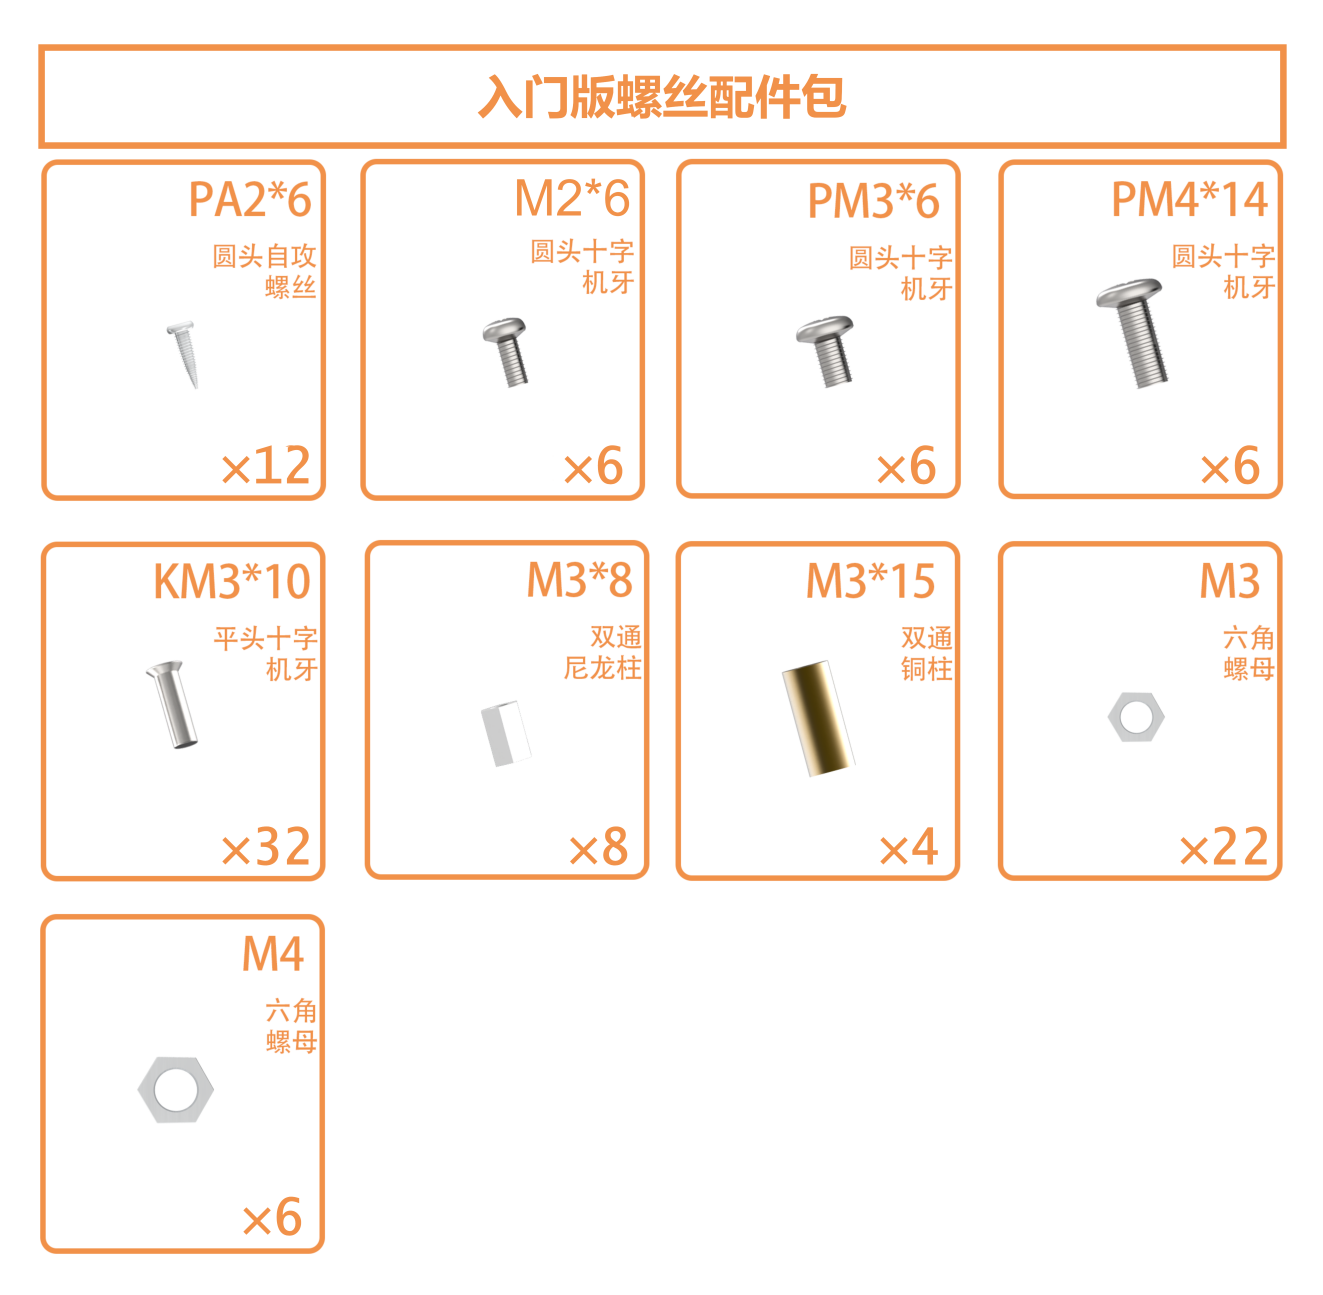 入门版螺丝配件包
PA2*6
圆头自攻
螺丝
×12
M2*6
圆头十字
机牙
×6
PM3*6
圆头十字
机牙
×6
PM4*14
圆头十字
机牙
×6
KM3*10
平头十字
机牙
×32
M3*8
双通
尼龙柱
×8
M3*15
双通
铜柱
×4
M3
六角
螺母
×22
M4
六角
螺母
×6